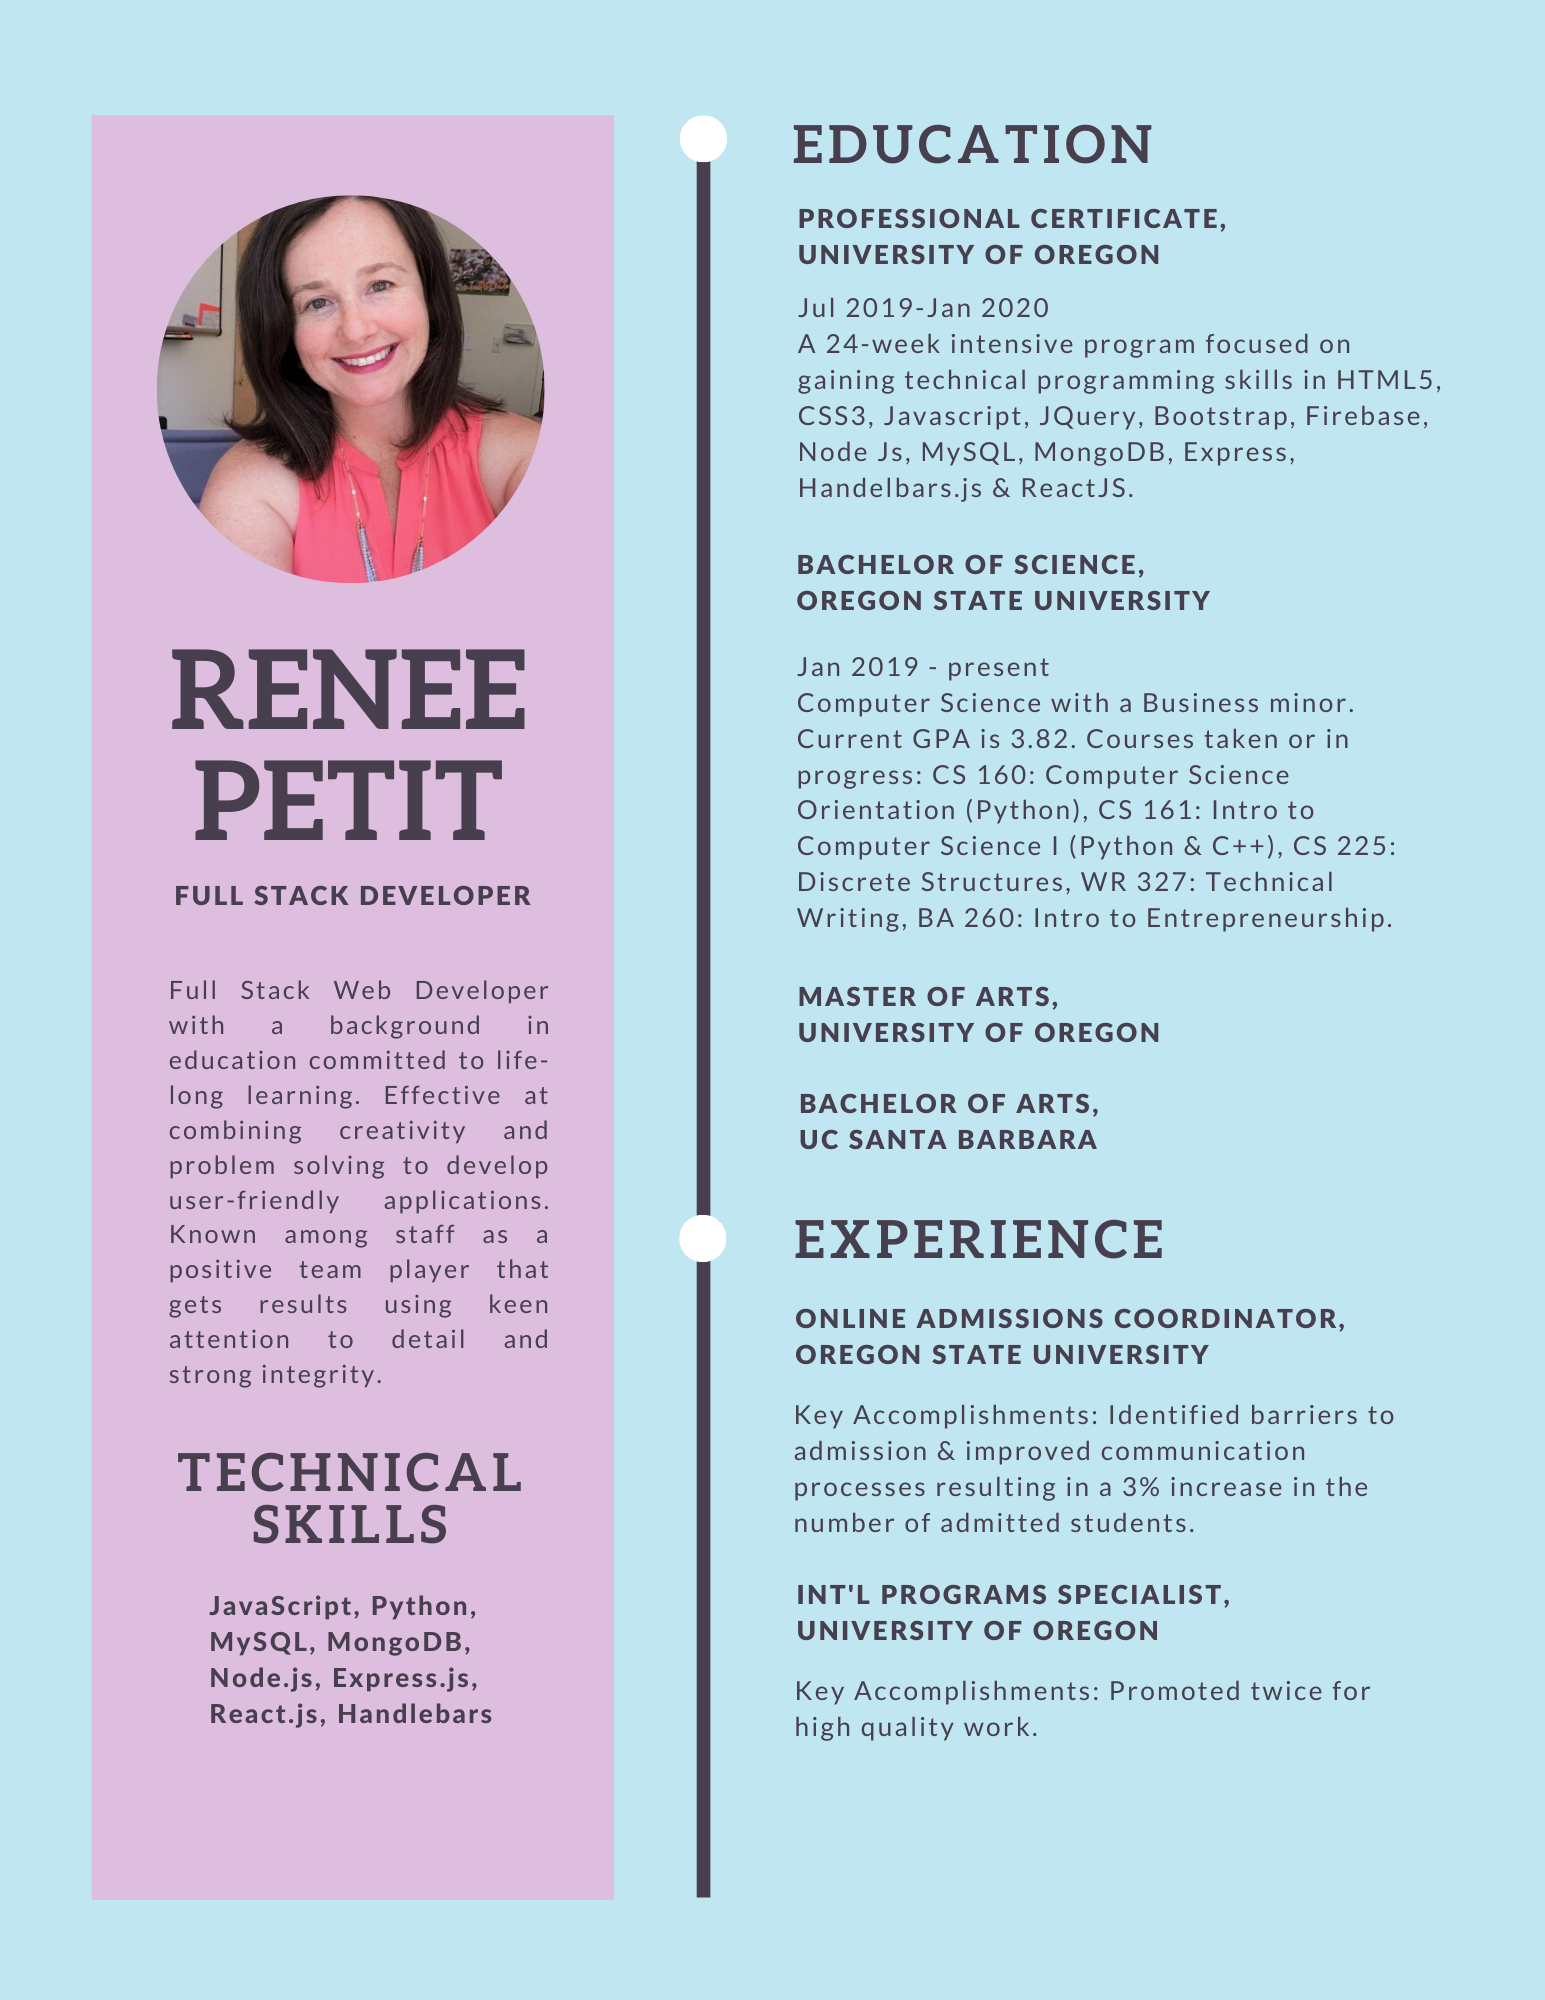 RENEE
PETIT
FULL STACK DEVELOPER
Full Stack Web Developer
with a background in
education committed to life-
long learning. Effective at
combining creativity and
problem solving to develop
user-friendly applications.
Known among staff as a
positive team player that
gets results using keen
attention to detail and
strong integrity.
TECHNICAL
SKILLS
JavaScript, Python,
MySQL, MongoDB,
Node.js, Express.js,
React.js, Handlebars
EDUCATION
PROFESSIONAL CERTIFICATE,
UNIVERSITY OF OREGON
Jul 2019-Jan 2020
A 24-week intensive program focused on
gaining technical programming skills in HTML5,
CSS3, Javascript, JQuery, Bootstrap, Firebase,
Node Js, MySQL, MongoDB, Express,
Handelbars.js & ReactJS.
BACHELOR OF SCIENCE,
OREGON STATE UNIVERSITY
Jan 2019 - present
Computer Science with a Business minor.
Current GPA is 3.82. Courses taken or in
progress: CS 160: Computer Science
Orientation (Python), CS 161: Intro to
Computer Science I (Python & C++), CS 225:
Discrete Structures, WR 327: Technical
Writing, BA 260: Intro to Entrepreneurship.
MASTER OF ARTS,
UNIVERSITY OF OREGON
BACHELOR OF ARTS,
UC SANTA BARBARA
EXPERIENCE
ONLINE ADMISSIONS COORDINATOR,
OREGON STATE UNIVERSITY
Key Accomplishments: Identified barriers to
admission & improved communication
processes resulting in a 3% increase in the
number of admitted students.
INT'L PROGRAMS SPECIALIST,
UNIVERSITY OF OREGON
Key Accomplishments: Promoted twice for
high quality work.